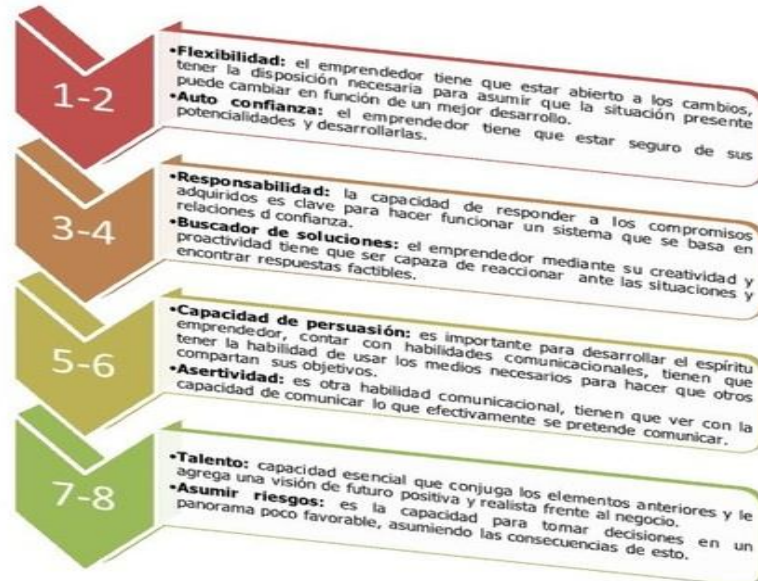 1-2
•Flexibilidad: el emprendedor tiene que estar abierto a los cambios,
tener la disposición necesaria para asumir que la situación presente
puede cambiar en función de un mejor desarrollo.
•Auto confianza: el emprendedor tiene que estar seguro de sus
potencialidades y desarrollarlas.
3-4
•Responsabilidad: la capacidad de responder a los compromisos
adquiridos es clave para hacer funcionar un sistema que se basa en
relaciones d confianza.
•Buscador de soluciones: el emprendedor mediante su creatividad y
proactividad tiene que ser capaza de reaccionar ante las situaciones y
encontrar respuestas factibles.
5-6
•Capacidad de persuasión: es importante para desarrollar el espíritu
emprendedor, contar con habilidades comunicacionales, tienen que
tener la habilidad de usar los medios necesarios para hacer que otros
compartan sus objetivos.
•Asertividad: es otra habilidad comunicacional, tienen que ver con la
capacidad de comunicar lo que efectivamente se pretende comunicar.
7-8
•Talento: capacidad esencial que conjuga los elementos anteriores y le
agrega una visión de futuro positiva y realista frente al negocio.
•Asumir riesgos: es la capacidad para tomar decisiones en un
panorama poco favorable, asumiendo las consecuencias de esto.